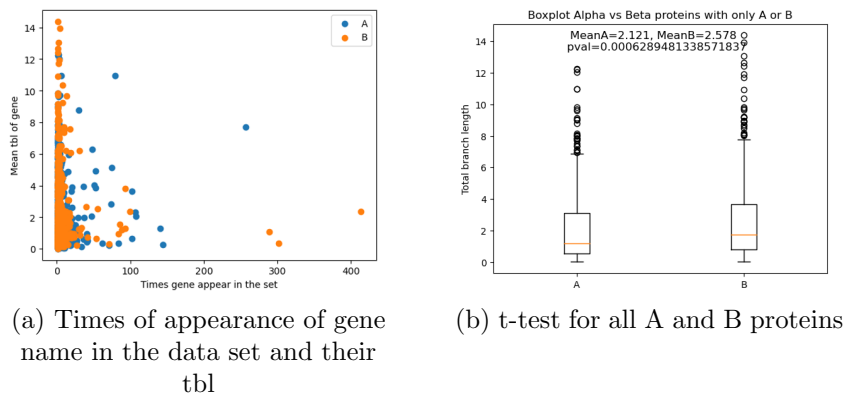 A
B
14
12
10
8
6
4
2
0
Mean tbl of gene
0
100
200
300
400
Times gene appear in the set
(a) Times of appearance of gene
name in the data set and their
tbl
Boxplot Alpha vs Beta proteins with only A or B
MeanA=2.121, MeanB=2.578
pval=0.0006289481338571837
14
12
10
8
6
4
2
0
Total branch length
A
B
(b) t-test for all A and B proteins